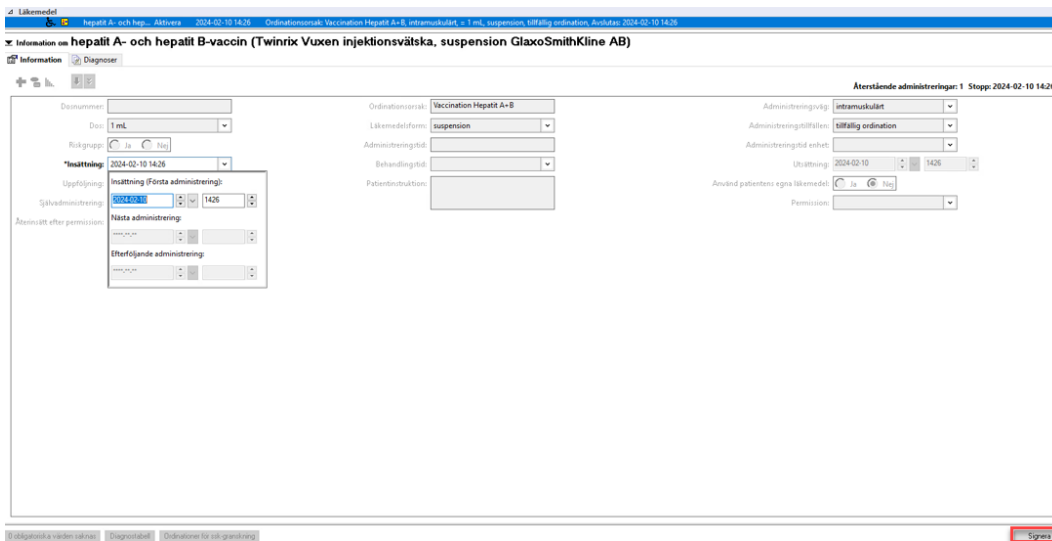 Läkemedel
hepatit A- och hep... Aktivera 2024-02-10 14:26 Ordinationsorsak: Vaccination Hepatit A+B, intramuskulärt, = 1 mL, suspension, tillfällig ordination, Avslutas: 2024-02-10 14:26
Information om hepatit A- och hepatit B-vaccin (Twinrix Vuxen injektionsvätska, suspension GlaxoSmithKline AB)
Information Diagnoser
Återstående administreringar: 1 Stopp: 2024-02-10 14:26
Dosnummer: Ordinationsorsak: Vaccination Hepatit A+B Administreringsväg: intramuskulärt
Dos: 1 mL Läkemedelsform: suspension Administreringstillfällen: tillfällig ordination
Riskgrupp: Ja Nej Administreringstid: Administreringstid enhet:
*Insättning: 2024-02-10 14:26 Behandlingstid: Utsättning: 2024-02-10 1426
Uppföljning: Insättning (Första administrering): Patientinstruktion: Använd patientens egna läkemedel: Ja Nej
Självadministrering: 2024-02-10 1426 Permission:
Återinsätt efter permission: Nästa administrering:
****-**-**
Efterföljande administrering:
****-**-**
0 obligatoriska värden saknas Diagnostabell Ordinationer för ssk-granskning Signera